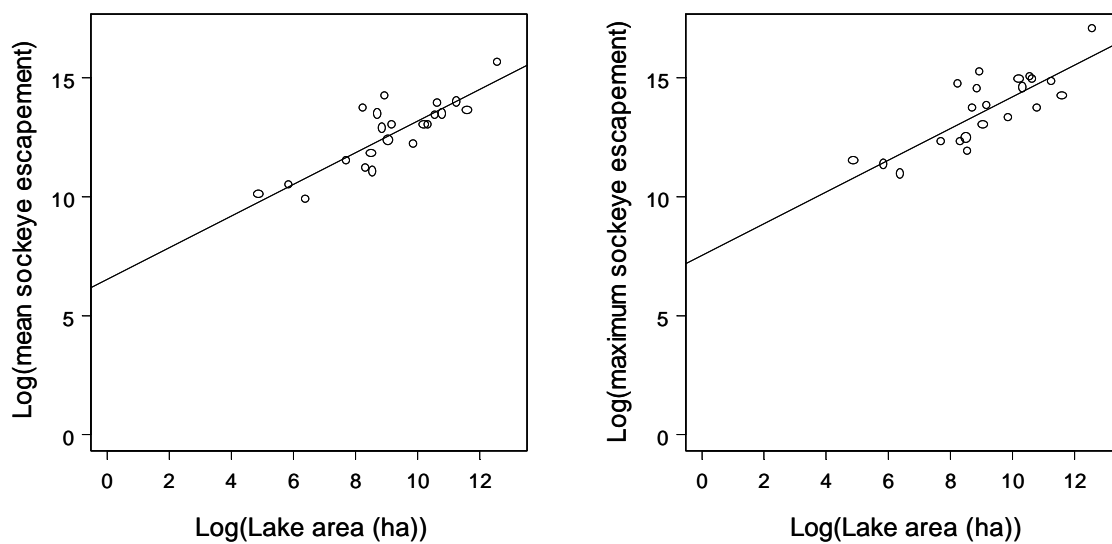 Log(mean sockeye escapement)
15
10
5
0
0 2 4 6 8 10 12
Log(Lake area (ha))
Log(maximum sockeye escapement)
15
10
5
0
0 2 4 6 8 10 12
Log(Lake area (ha))